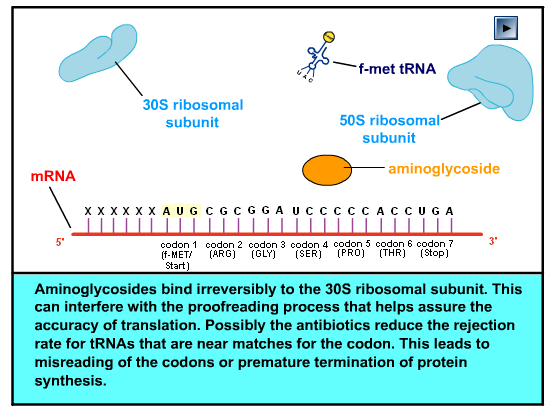 U A C
f-met tRNA
30S ribosomal
subunit
50S ribosomal
subunit
aminoglycoside
mRNA
X X X X X X A U G C G C G G A U C C C C C A C C U G A
5'
3'
codon 1 codon 2 codon 3 codon 4 codon 5 codon 6 codon 7
(f-MET/ (ARG) (GLY) (SER) (PRO) (THR) (Stop)
Start)
Aminoglycosides bind irreversibly to the 30S ribosomal subunit. This
can interfere with the proofreading process that helps assure the
accuracy of translation. Possibly the antibiotics reduce the rejection
rate for tRNAs that are near matches for the codon. This leads to
misreading of the codons or premature termination of protein
synthesis.